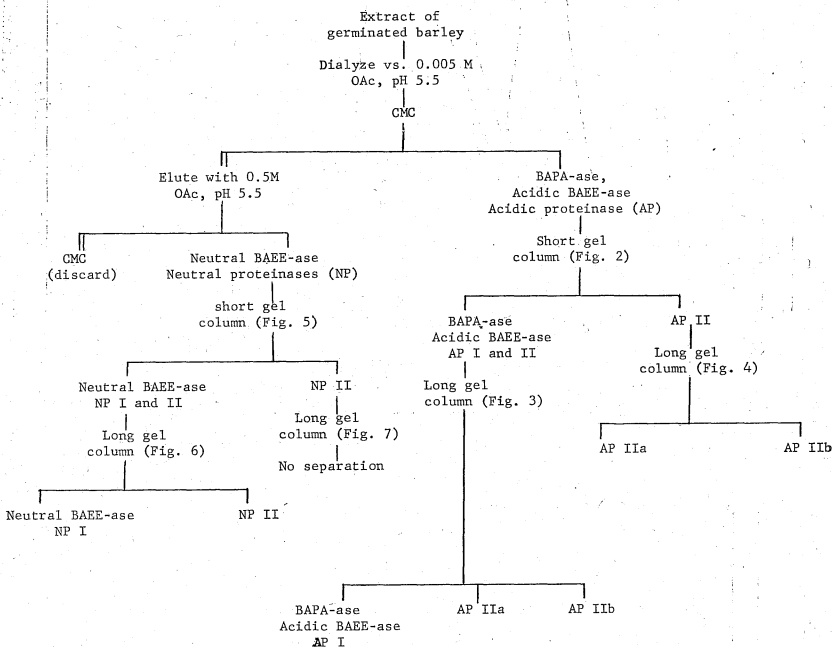 Extract of
germinated barley
Dialyze vs. 0.005 M
OAc, pH 5.5
CMC
Elute with 0.5M
OAc, pH 5.5
BAPA-ase,
Acidic BAEE-ase
Acidic proteinase (AP)
CMC
(discard)
Neutral BAEE-ase
Neutral proteinases (NP)
Short gel
column (Fig. 2)
short gel
column (Fig. 5)
BAPA-ase
Acidic BAEE-ase
AP I and II
AP II
Long gel
column (Fig. 4)
Neutral BAEE-ase
NP I and II
NP II
Long gel
column (Fig. 3)
Long gel
column (Fig. 6)
Long gel
column (Fig. 7)
No separation
AP IIa
AP IIb
Neutral BAEE-ase
NP I
NP II
BAPA-ase
Acidic BAEE-ase
AP I
AP IIa
AP IIb